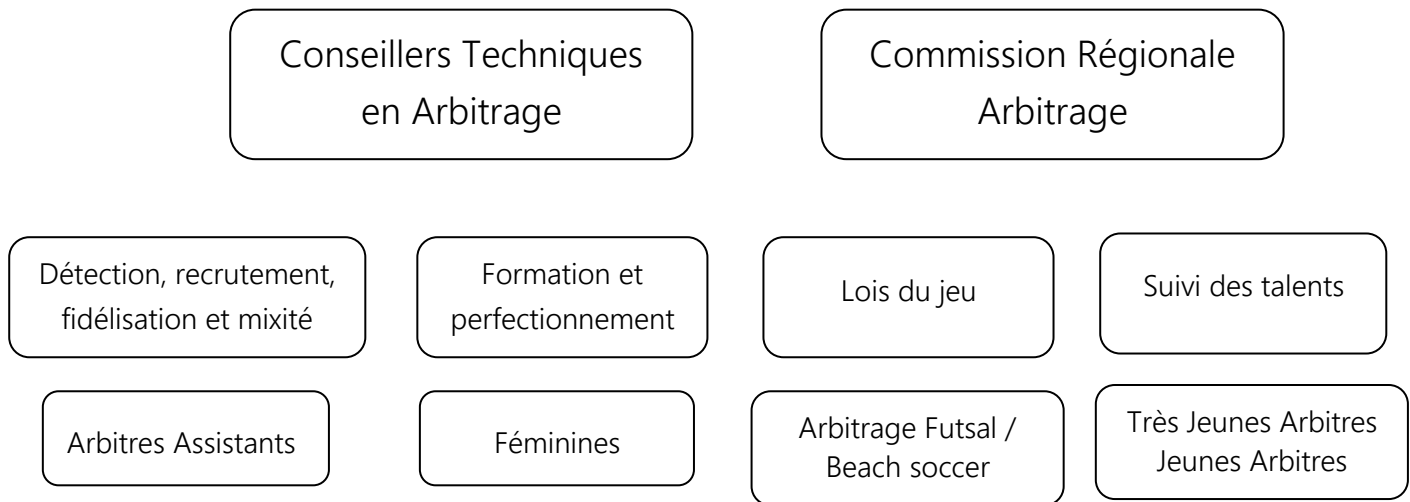 Conseillers Techniques
en Arbitrage
Commission Régionale
Arbitrage
Détection, recrutement,
fidélisation et mixité
Formation et
perfectionnement
Lois du jeu
Suivi des talents
Arbitres Assistants
Féminines
Arbitrage Futsal /
Beach soccer
Très Jeunes Arbitres
Jeunes Arbitres